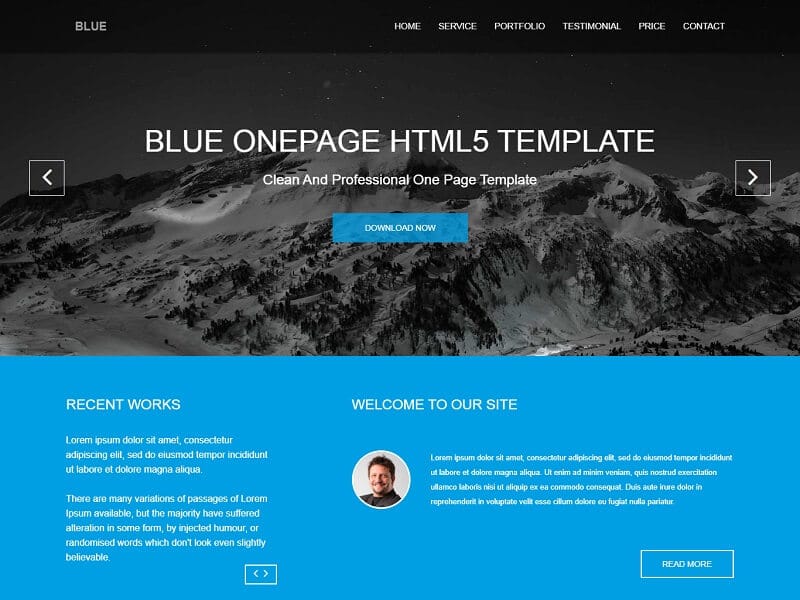 BLUE
HOME SERVICE PORTFOLIO TESTIMONIAL PRICE CONTACT
BLUE ONEPAGE HTML5 TEMPLATE
Clean And Professional One Page Template
DOWNLOAD NOW
RECENT WORKS
Lorem ipsum dolor sit amet, consectetur
adipiscing elit, sed do eiusmod tempor incididunt
ut labore et dolore magna aliqua.
There are many variations of passages of Lorem
Ipsum available, but the majority have suffered
alteration in some form, by injected humour, or
randomised words which don't look even slightly
believable.
WELCOME TO OUR SITE
Lorem ipsum dolor sit amet, consectetur adipiscing elit, sed do eiusmod tempor incididunt
ut labore et dolore magna aliqua. Ut enim ad minim veniam, quis nostrud exercitation
ullamco laboris nisi ut aliquip ex ea commodo consequat. Duis aute irure dolor in
reprehenderit in voluptate velit esse cillum dolore eu fugiat nulla pariatur.
READ MORE